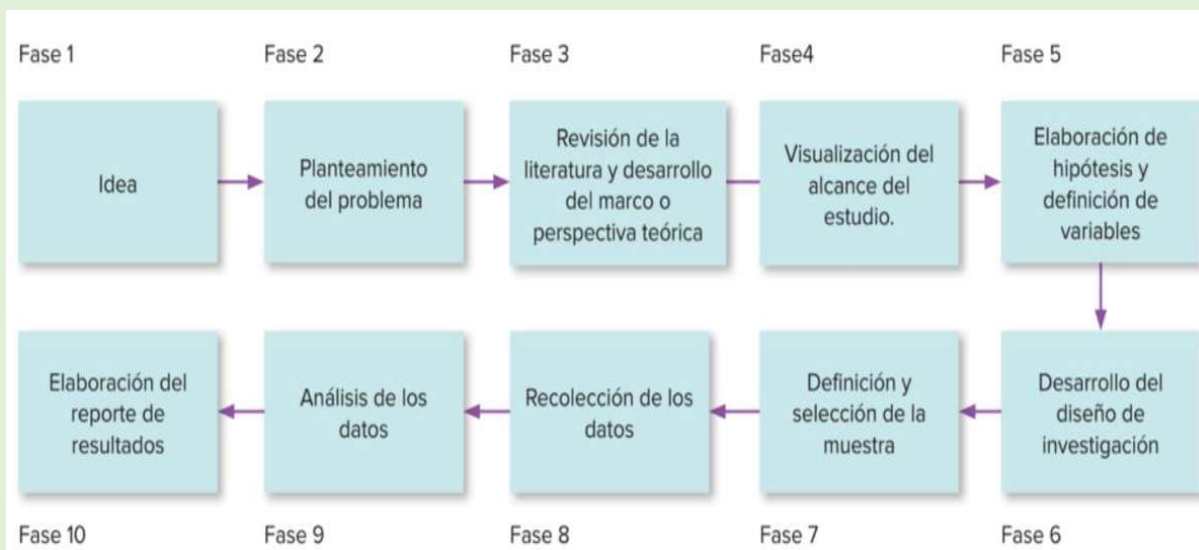 Fase 1
Fase 2
Fase 3
Fase4
Fase 5
Idea
Planteamiento
del problema
Revisión de la
literatura y desarrollo
del marco o
perspectiva teórica
Visualización del
alcance del
estudio.
Elaboración de
hipótesis y
definición de
variables
Desarrollo del
diseño de
investigación
Definición y
selección de la
muestra
Recolección de los
datos
Análisis de los
datos
Elaboración del
reporte de
resultados
Fase 10
Fase 9
Fase 8
Fase 7
Fase 6